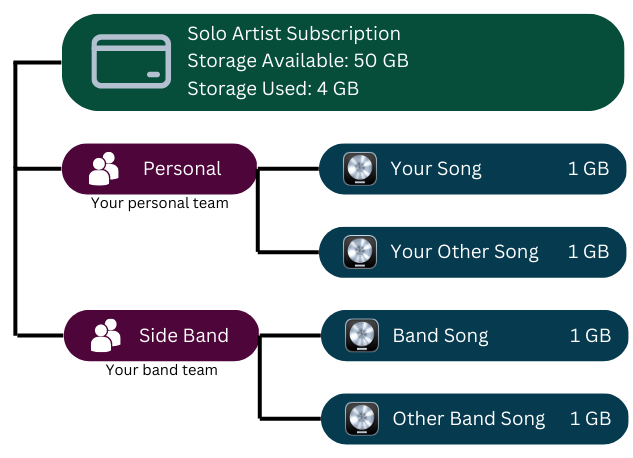 Solo Artist Subscription
Storage Available: 50 GB
Storage Used: 4 GB
Personal
Your personal team
Your Song 1 GB
Your Other Song 1 GB
Side Band
Your band team
Band Song 1 GB
Other Band Song 1 GB